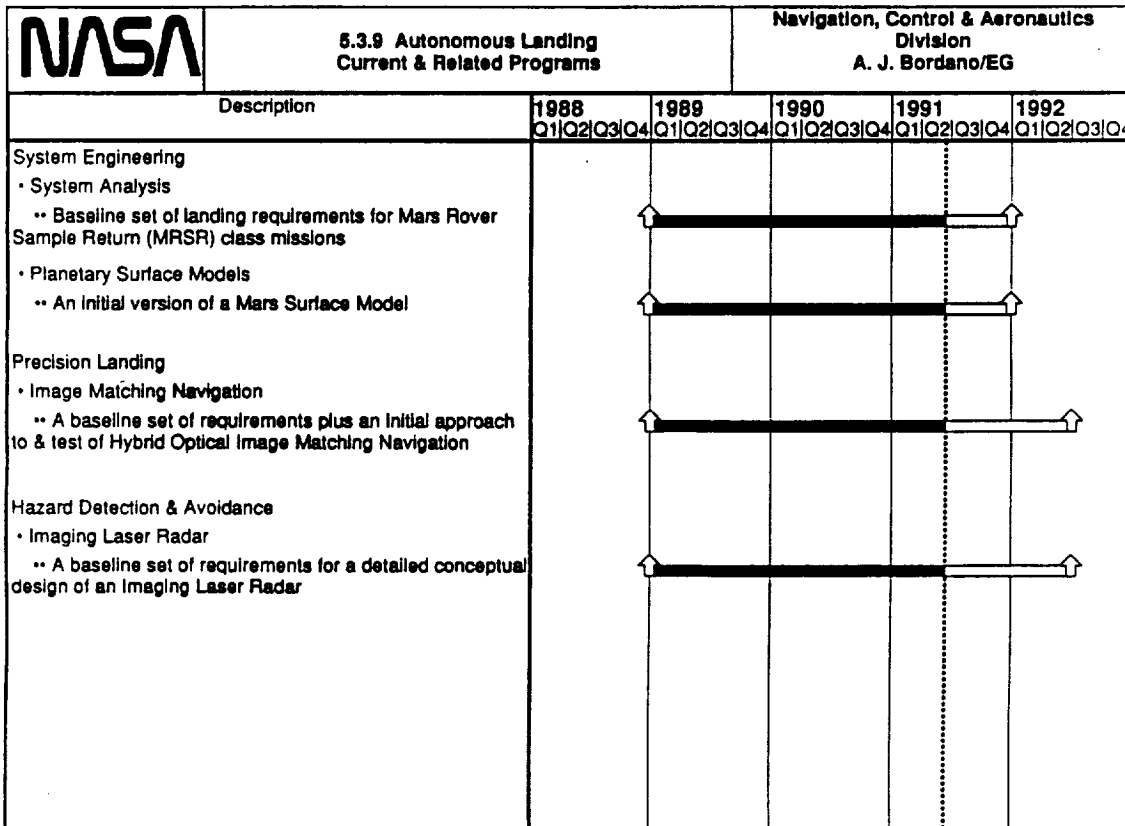 NASA
5.3.9 Autonomous Landing
Current & Related Programs
Navigation, Control & Aeronautics
Division
A. J. Bordano/EG
Description
1988 1989 1990 1991 1992
Q1|Q2|Q3|Q4|Q1|Q2|Q3|Q4|Q1|Q2|Q3|Q4|Q1|Q2|Q3|Q4|Q1|Q2|Q3|Q4
System Engineering
• System Analysis
•• Baseline set of landing requirements for Mars Rover
Sample Return (MRSR) class missions
• Planetary Surface Models
•• An initial version of a Mars Surface Model
Precision Landing
• Image Matching Navigation
•• A baseline set of requirements plus an initial approach
to & test of Hybrid Optical Image Matching Navigation
Hazard Detection & Avoidance
• Imaging Laser Radar
•• A baseline set of requirements for a detailed conceptual
design of an Imaging Laser Radar